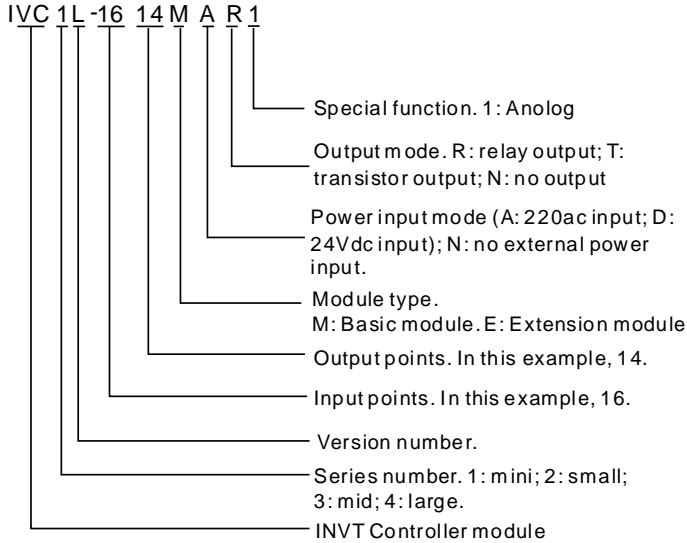 IVC 1 L -16 14 M A R 1
Special function. 1: Anolog
Output mode. R: relay output; T:
transistor output; N: no output
Power input mode (A: 220ac input; D:
24Vdc input); N: no external power
input.
Module type.
M: Basic module. E: Extension module
Output points. In this example, 14.
Input points. In this example, 16.
Version number.
Series number. 1: mini; 2: small;
3: mid; 4: large.
INVT Controller module